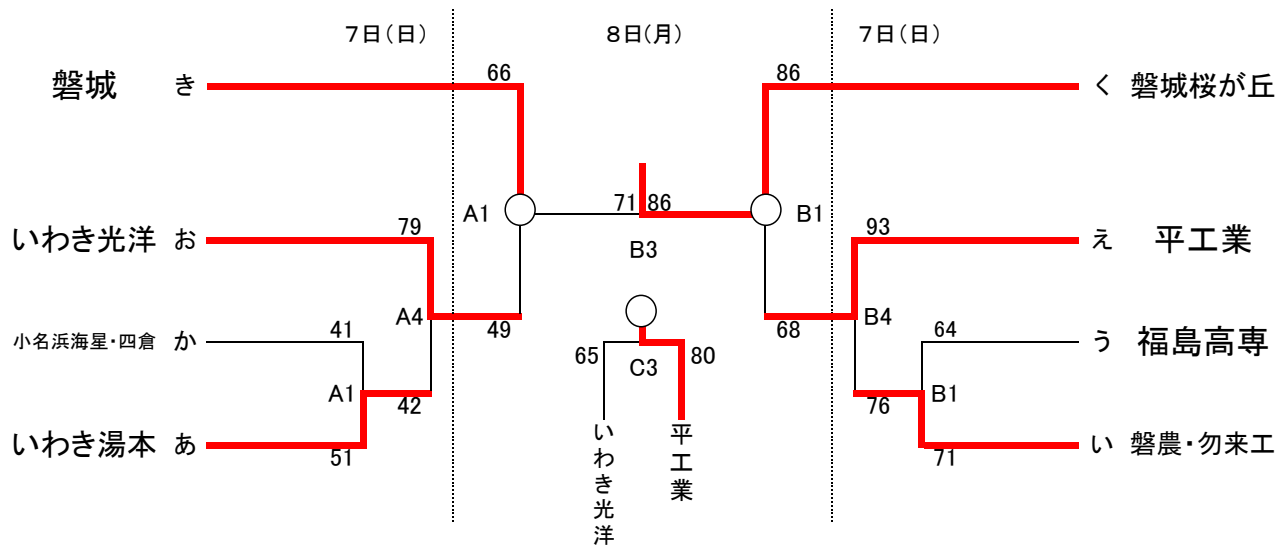 7日(日) 8日(月) 7日(日)
磐城 き 66 86 く 磐城桜が丘
A1 71 86 B1
いわき光洋 お 79 93 え 平工業
B3
小名浜海星・四倉 か 41 A4 49 68 B4 64 う 福島高専
65 C3 80
A1 42 76 B1
いわき湯本 あ 51 71 い 磐農・勿来工
いわき光洋
平工業